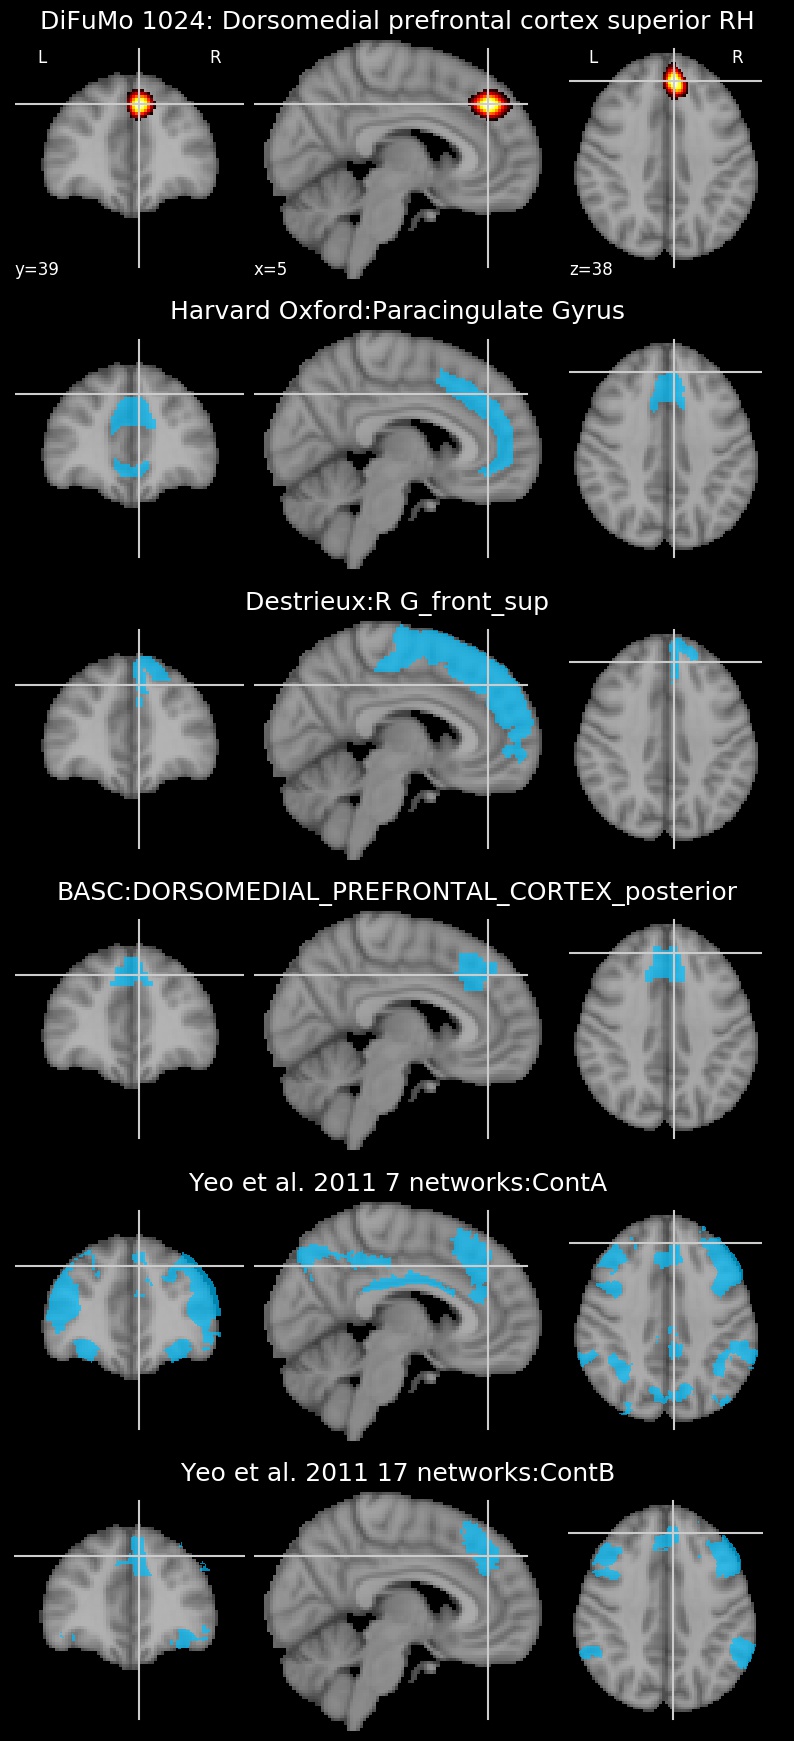 DiFuMo 1024: Dorsomedial prefrontal cortex superior RH
L R L R
y=39 x=5 z=38
Harvard Oxford:Paracingulate Gyrus
Destrieux:R G_front_sup
BASC:DORSOMEDIAL_PREFRONTAL_CORTEX_posterior
Yeo et al. 2011 7 networks:ContA
Yeo et al. 2011 17 networks:ContB